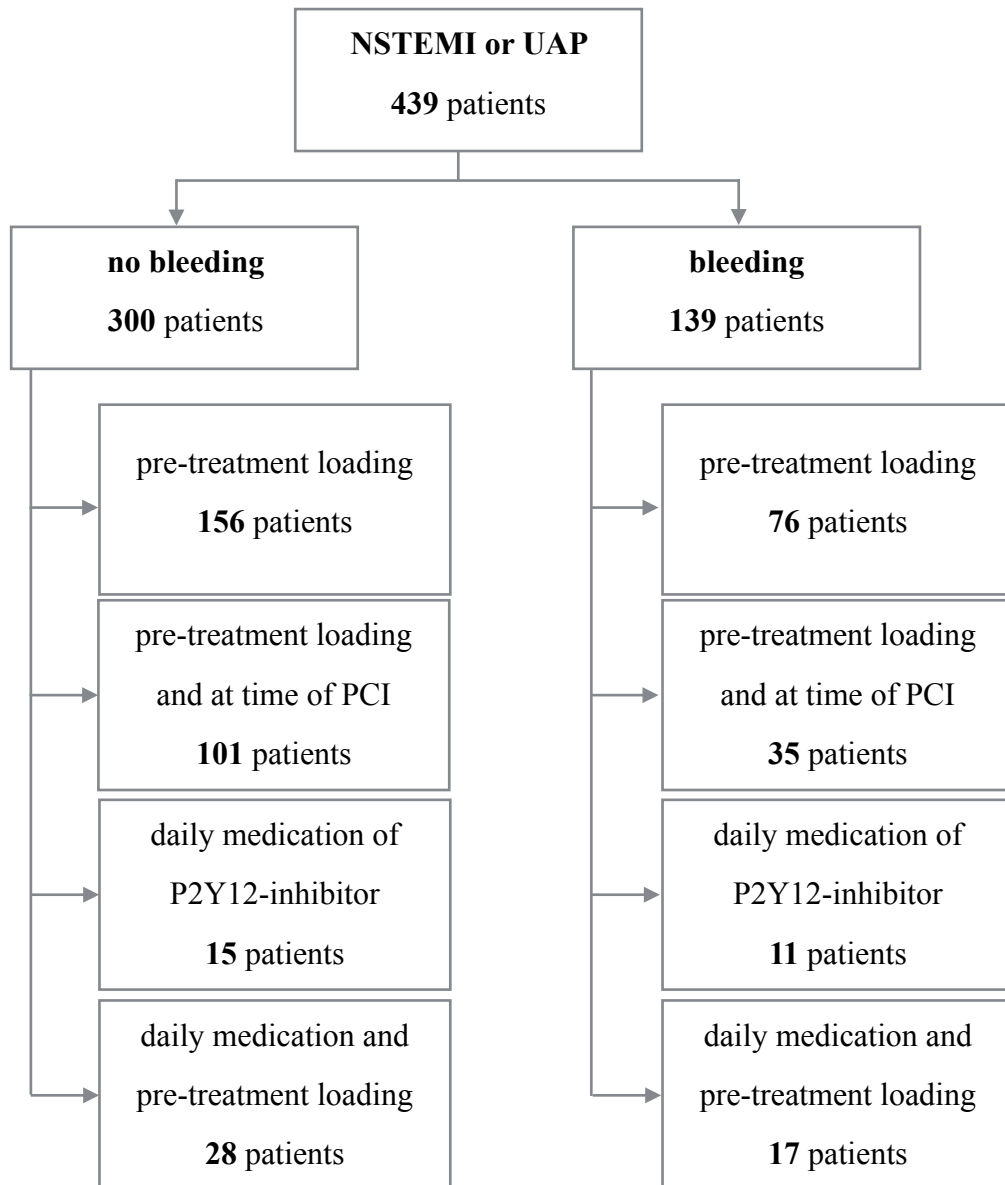 NSTEMI or UAP
439 patients
no bleeding
300 patients
pre-treatment loading
156 patients
pre-treatment loading
and at time of PCI
101 patients
daily medication of
P2Y12-inhibitor
15 patients
daily medication and
pre-treatment loading
28 patients
bleeding
139 patients
pre-treatment loading
76 patients
pre-treatment loading
and at time of PCI
35 patients
daily medication of
P2Y12-inhibitor
11 patients
daily medication and
pre-treatment loading
17 patients